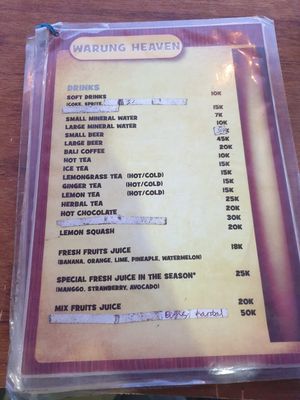 WARUNG HEAVEN
DRINKS
SOFT DRINKS 10K
(COKE, SPRITE,
15K
SMALL MINERAL WATER 7K
LARGE MINERAL WATER 10K
SMALL BEER
LARGE BEER 45K
BALI COFFEE 20K
HOT TEA 10K
ICE TEA 15K
LEMONGRASS TEA (HOT/COLD) 15K
GINGER TEA (HOT/COLD) 15K
LEMON TEA (HOT/COLD) 15K
HERBAL TEA 25K
HOT CHOCOLATE 20K
30K
LEMON SQUASH 20K
FRESH FRUITS JUICE 18K
(BANANA, ORANGE, LIME, PINEAPLE, WATERMELON)
SPECIAL FRESH JUICE IN THE SEASON* 25K
(MANGGO, STRAWBERRY, AVOCADO)
MIX FRUITS JUICE 20K
50K